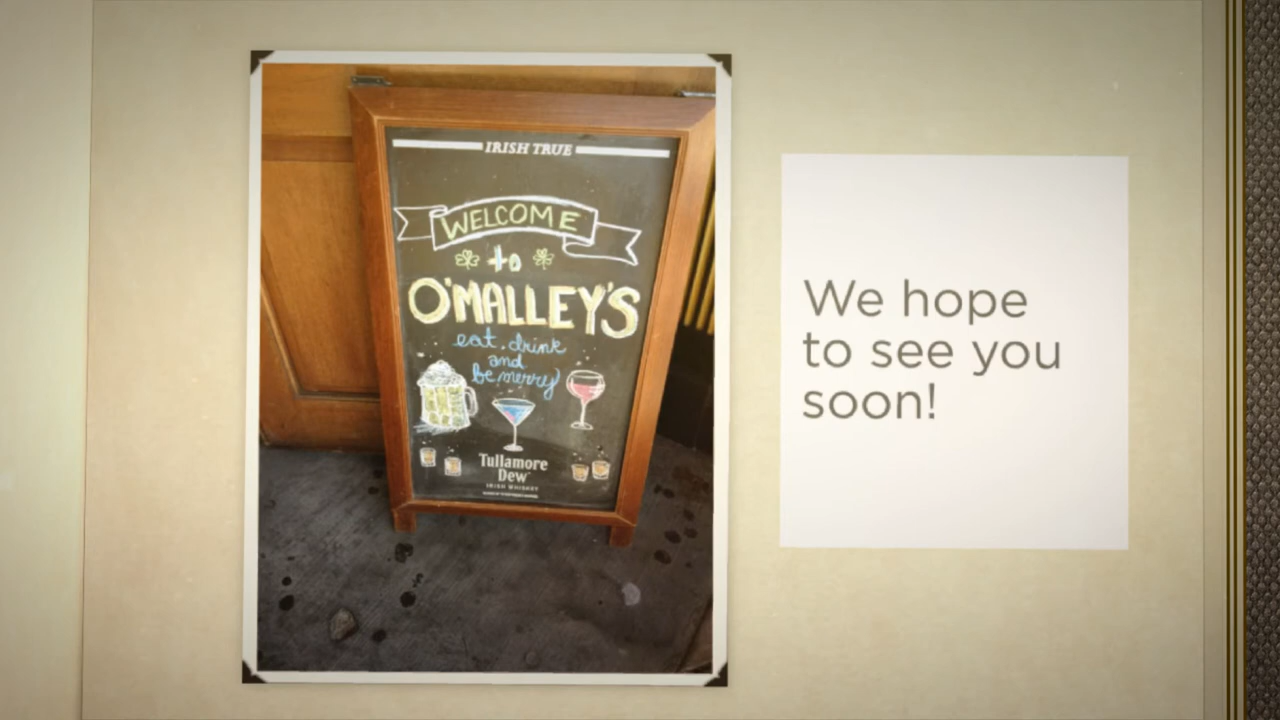 IRISH TRUE
WELCOME
to
O'MALLEY'S
eat, drink
and
be merry
Tullamore
Dew
IRISH WHISKEY
We hope
to see you
soon!